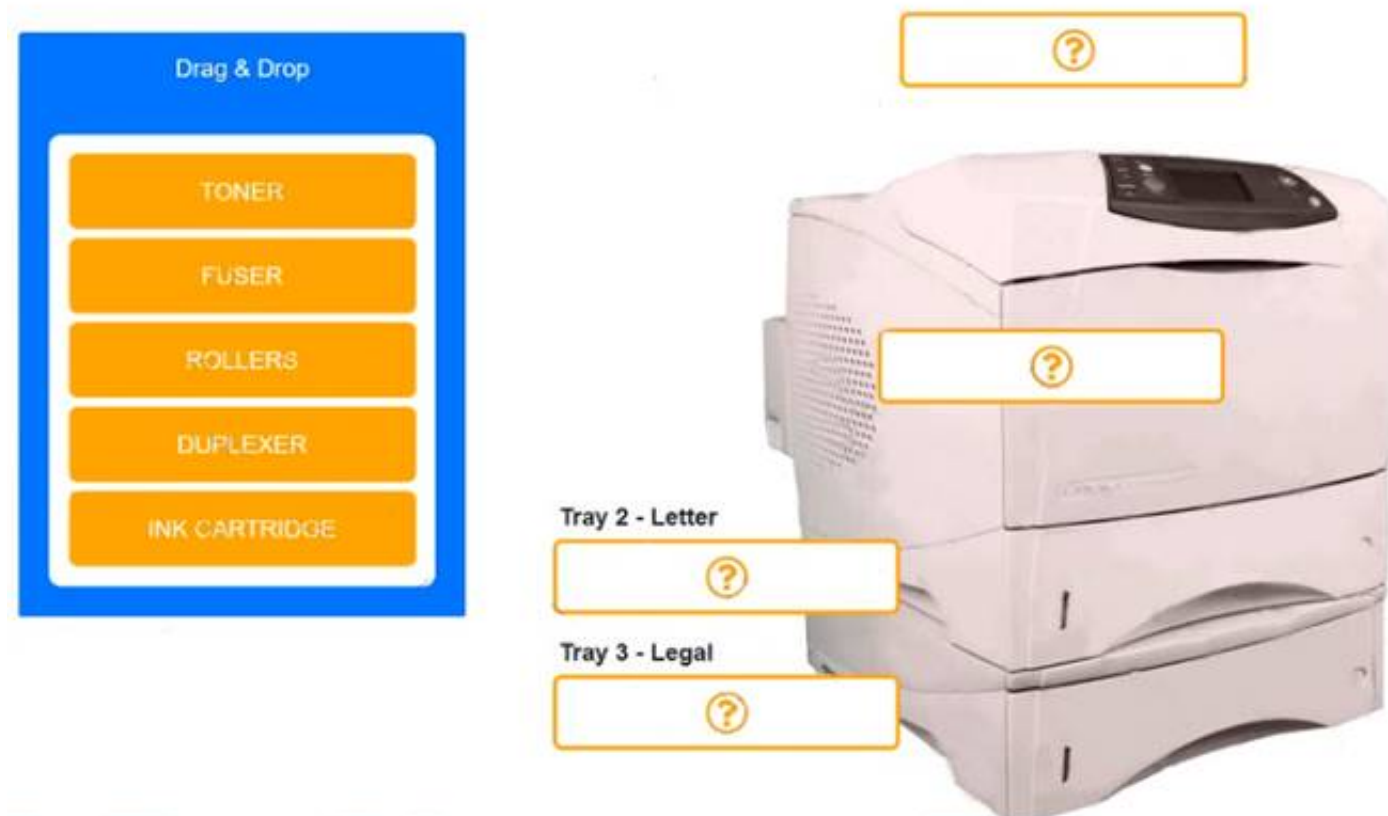 Drag & Drop
TONER
FUSER
ROLLERS
DUPLEXER
INK CARTRIDGE
?
?
Tray 2 - Letter
?
Tray 3 - Legal
?